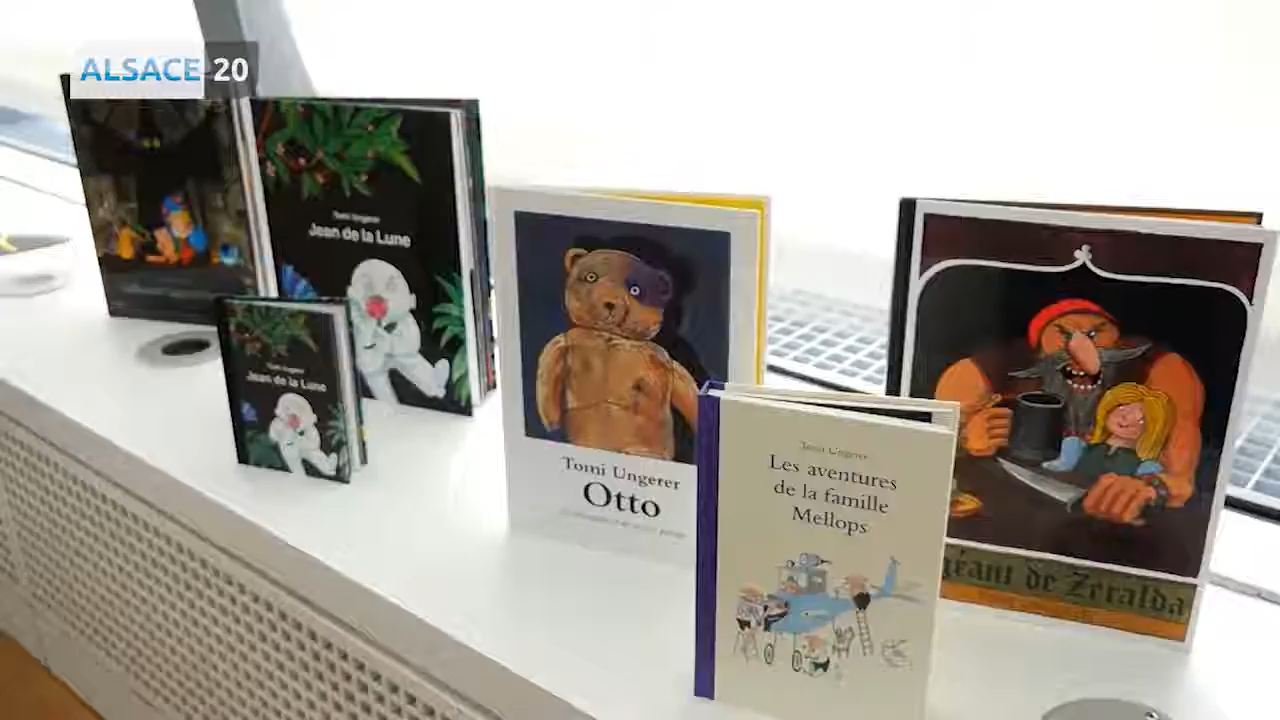 ALSACE 20
Tomi Ungerer
Jean de la Lune
Tomi Ungerer
Jean de la Lune
Tomi Ungerer
Otto
Tomi Ungerer
Les aventures
de la famille
Mellops
géant de Zéralda